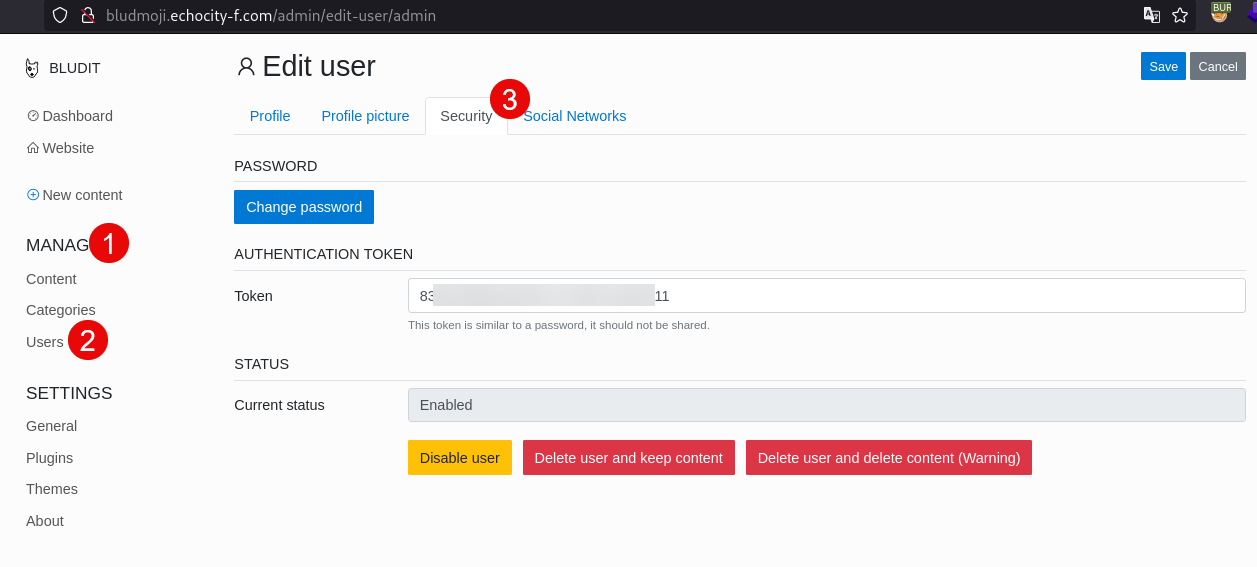 bludmoji.echocity-f.com/admin/edit-user/admin
BUR
BLUDIT
Edit user
Save
Cancel
Profile
Profile picture
Security
3
Social Networks
Dashboard
Website
New content
PASSWORD
Change password
MANAG
1
Content
Categories
Users
2
AUTHENTICATION TOKEN
Token
83
11
This token is similar to a password, it should not be shared.
STATUS
Current status
Enabled
Disable user
Delete user and keep content
Delete user and delete content (Warning)
SETTINGS
General
Plugins
Themes
About